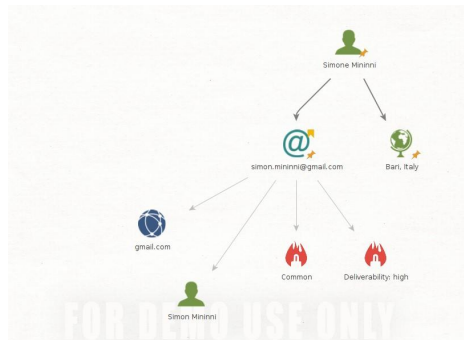 Simone Mininni
simon.mininni@gmail.com
Bari, Italy
gmail.com
Common
Deliverability: high
Simon Mininni
FOR DEMO USE ONLY